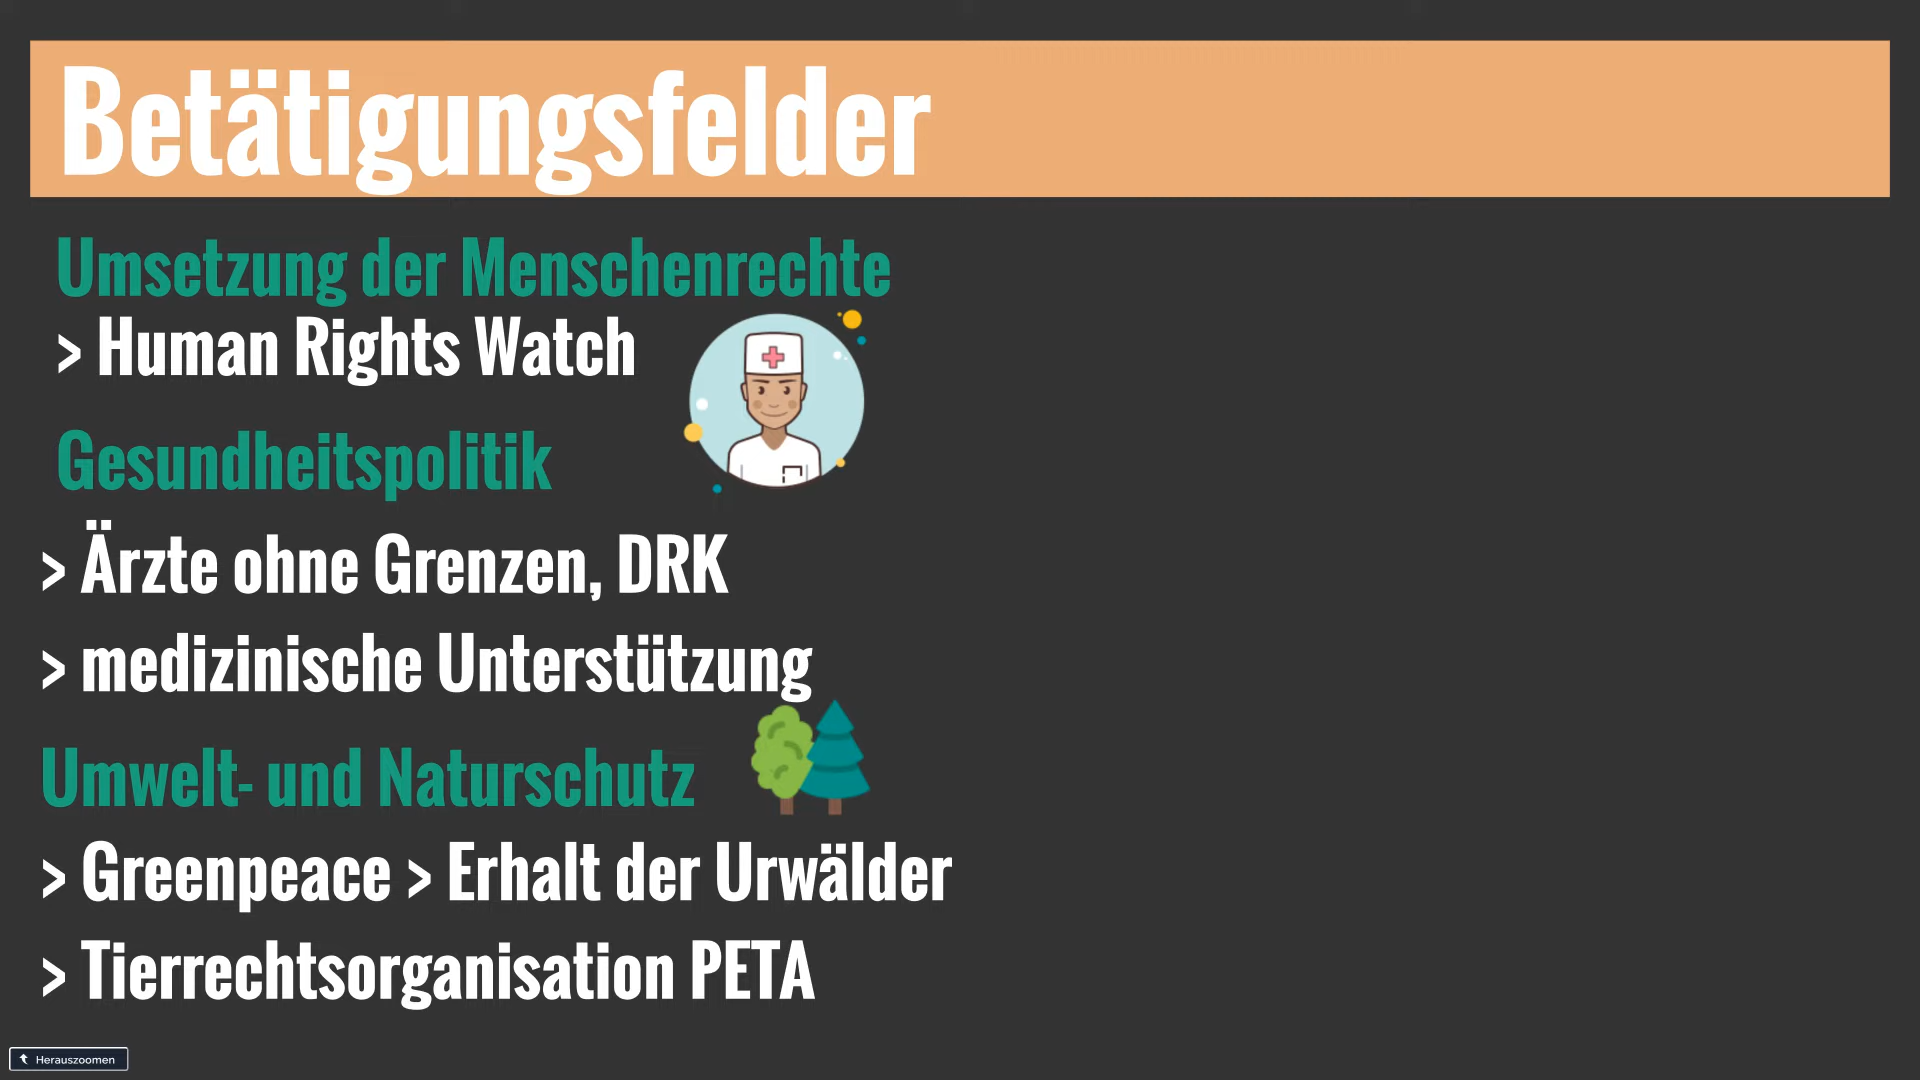 Betätigungsfelder
Umsetzung der Menschenrechte
> Human Rights Watch
Gesundheitspolitik
> Ärzte ohne Grenzen, DRK
> medizinische Unterstützung
Umwelt- und Naturschutz
> Greenpeace > Erhalt der Urwälder
> Tierrechtsorganisation PETA
Herauszoomen